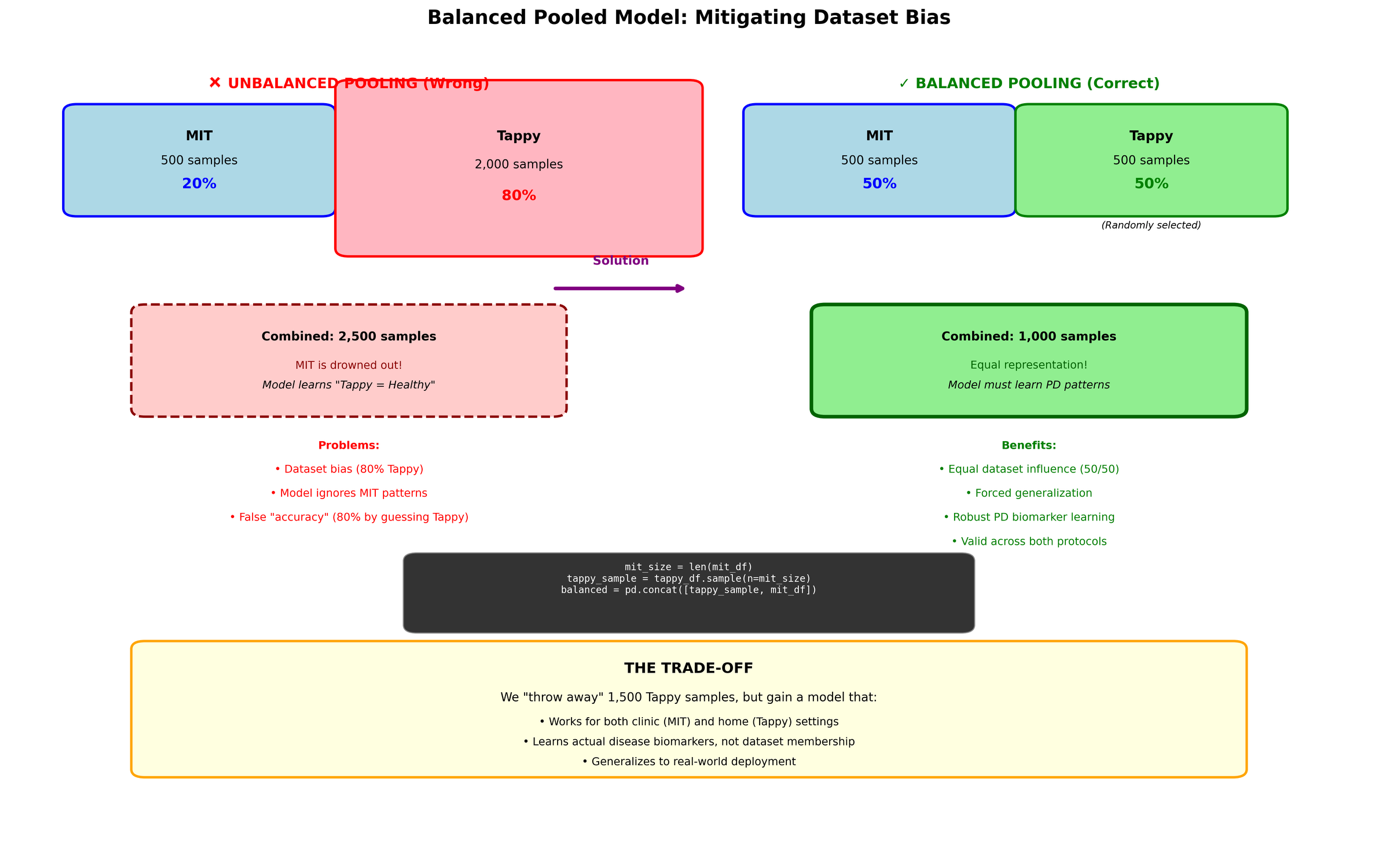 Balanced Pooled Model: Mitigating Dataset Bias
✘ UNBALANCED POOLING (Wrong)
MIT
500 samples
20%
Tappy
2,000 samples
80%
✓ BALANCED POOLING (Correct)
MIT
500 samples
50%
Tappy
500 samples
50%
(Randomly selected)
Solution
Combined: 2,500 samples
MIT is drowned out!
Model learns "Tappy = Healthy"
Combined: 1,000 samples
Equal representation!
Model must learn PD patterns
Problems:
• Dataset bias (80% Tappy)
• Model ignores MIT patterns
• False "accuracy" (80% by guessing Tappy)
Benefits:
• Equal dataset influence (50/50)
• Forced generalization
• Robust PD biomarker learning
• Valid across both protocols
mit_size = len(mit_df)
tappy_sample = tappy_df.sample(n=mit_size)
balanced = pd.concat([tappy_sample, mit_df])
THE TRADE-OFF
We "throw away" 1,500 Tappy samples, but gain a model that:
• Works for both clinic (MIT) and home (Tappy) settings
• Learns actual disease biomarkers, not dataset membership
• Generalizes to real-world deployment